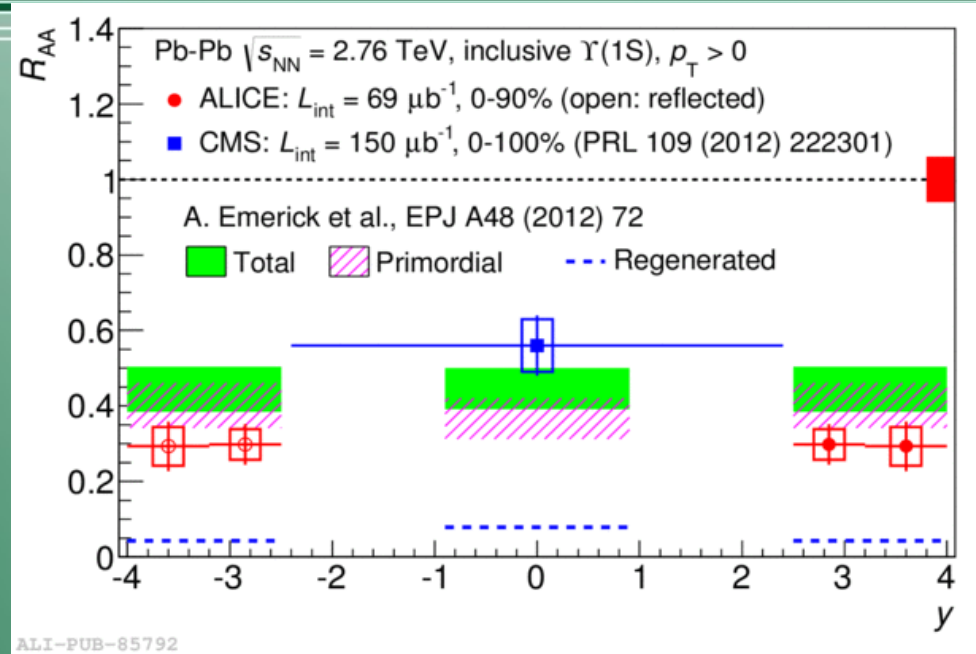 R_AA
1.4
Pb-Pb √s_NN = 2.76 TeV, inclusive ϒ(1S), p_T > 0
1.2
ALICE: L_int = 69 μb⁻¹, 0-90% (open: reflected)
CMS: L_int = 150 μb⁻¹, 0-100% (PRL 109 (2012) 222301)
1
A. Emerick et al., EPJ A48 (2012) 72
0.8
Total Primordial Regenerated
0.6
0.4
0.2
0
-4 -3 -2 -1 0 1 2 3 4
y
ALI-PUB-85792